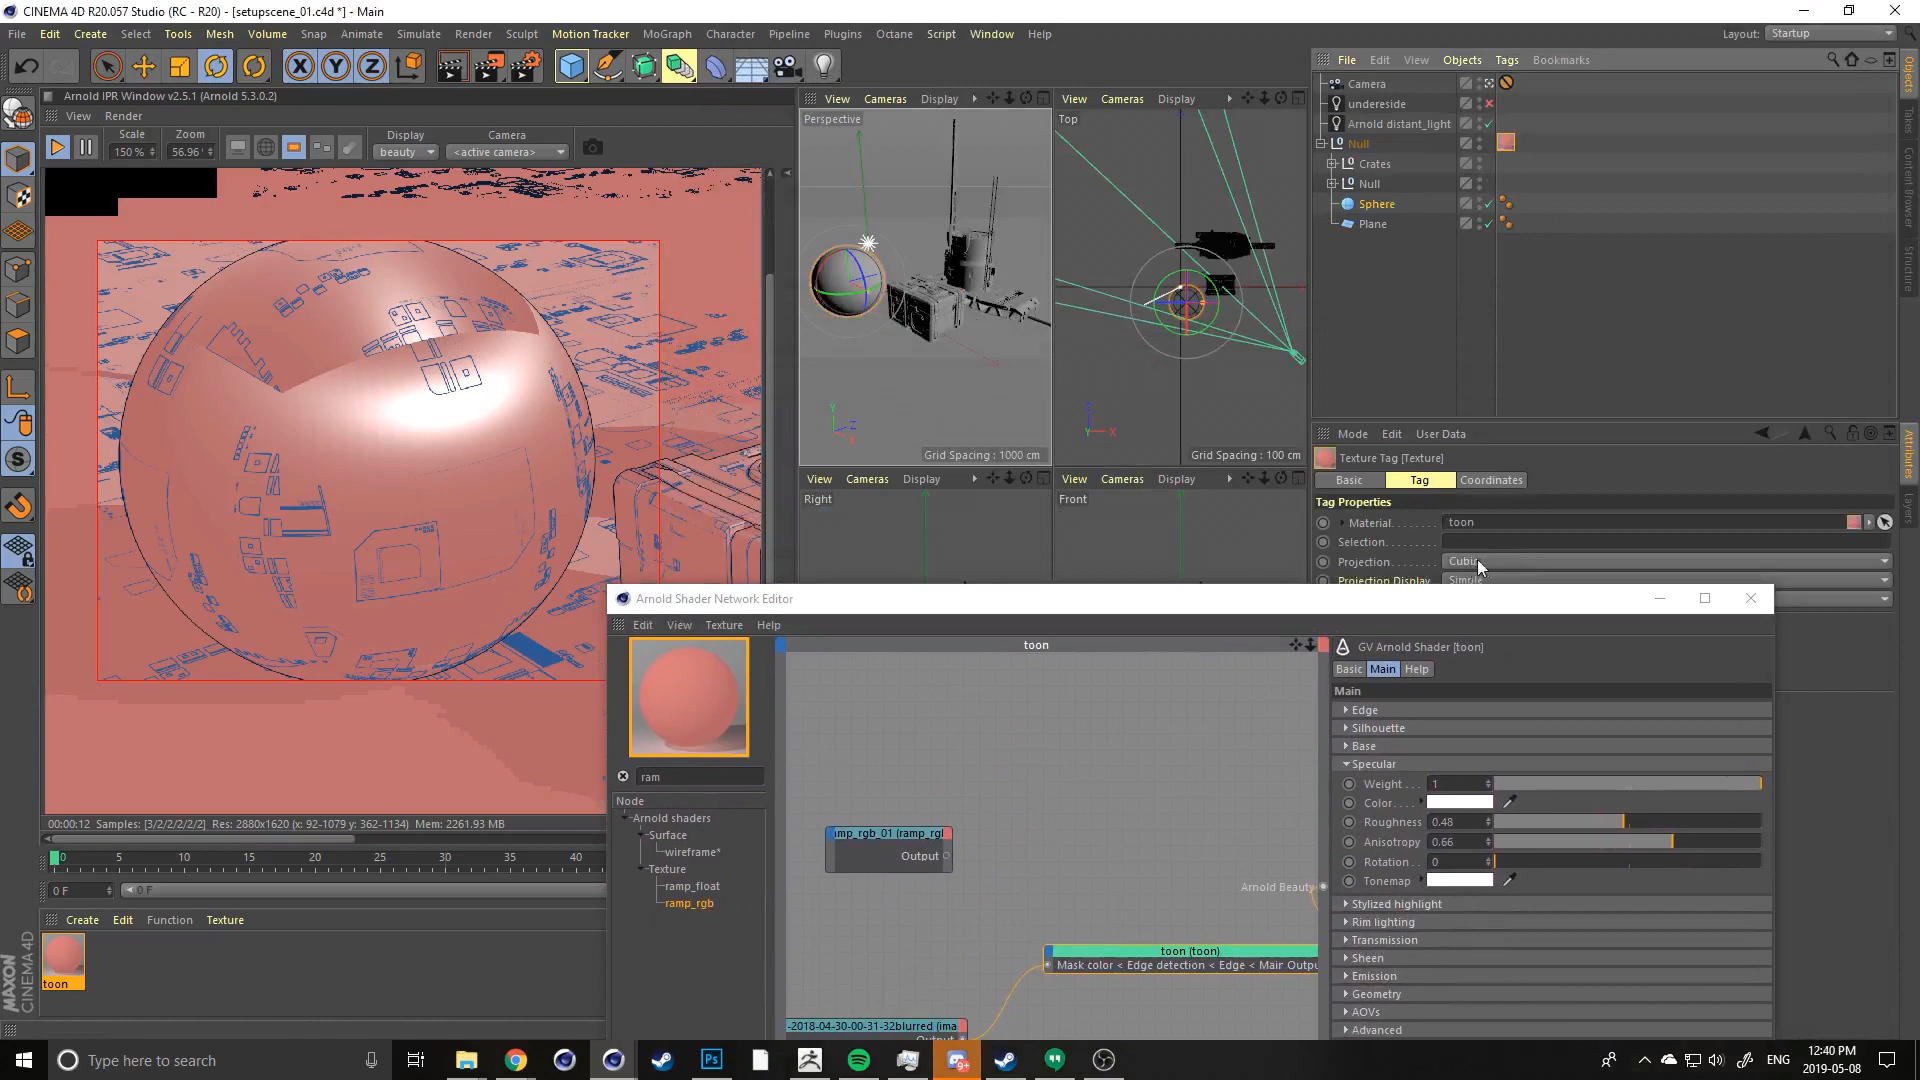 CINEMA 4D R20.057 Studio (RC - R20) - [setupscene_01.c4d *] - Main
File Edit Create Select Tools Mesh Volume Snap Animate Simulate Render Sculpt Motion Tracker MoGraph Character Pipeline Plugins Octane Script Window Help
Layout: Startup
Arnold IPR Window v2.5.1 (Arnold 5.3.0.2)
View Render
Scale Zoom Display Camera
150 % 56.96 beauty <active camera>
View Cameras Display
Perspective
Grid Spacing : 1000 cm
View Cameras Display
Top
Grid Spacing : 100 cm
View Cameras Display
Right
View Cameras Display
Front
File Edit View Objects Tags Bookmarks
Camera
undereside
Arnold distant_light
Null
Crates
Null
Sphere
Plane
Objects
Takes
Content Browser
Structure
Mode Edit User Data
Texture Tag [Texture]
Basic Tag Coordinates
Tag Properties
Material toon
Selection
Projection Cubic
Projection Display Simple
Attributes
Layers
00:00:12 Samples: [3/2/2/2/2/2] Res: 2880x1620 (x: 92-1079 y: 362-1134) Mem: 2261.93 MB
0 5 10 15 20 25 30 35 40
0 F 0 F
Create Edit Function Texture
toon
MAXON CINEMA 4D
Arnold Shader Network Editor
Edit View Texture Help
ram
Node
Arnold shaders
Surface
wireframe*
Texture
ramp_float
ramp_rgb
toon
Output
Arnold Beauty
toon (toon)
Mask color < Edge detection < Edge < Main
-2018-04-30-00-31-32blurred (ima
Output
GV Arnold Shader [toon]
Basic Main Help
Main
Edge
Silhouette
Base
Specular
Weight 1
Color
Roughness 0.48
Anisotropy 0.66
Rotation 0
Tonemap
Stylized highlight
Rim lighting
Transmission
Sheen
Emission
Geometry
AOVs
Advanced
Type here to search
9+
ENG
12:40 PM
2019-05-08